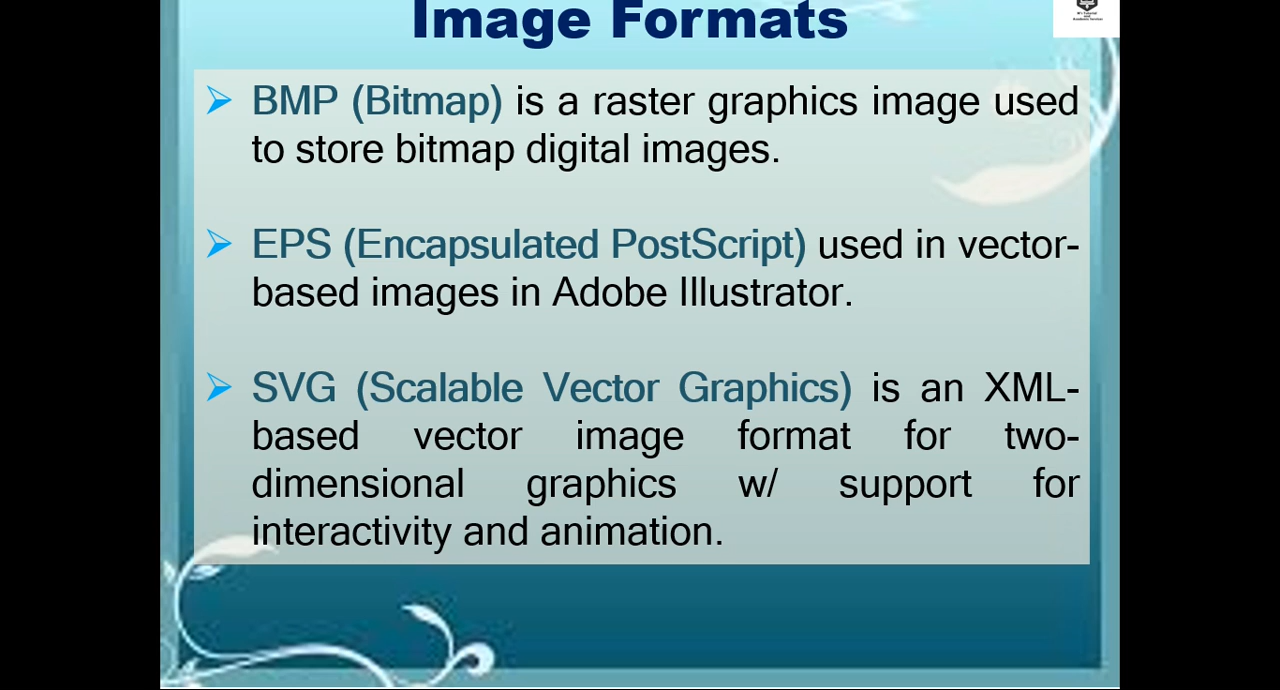 Image Formats
BMP (Bitmap) is a raster graphics image used
to store bitmap digital images.
EPS (Encapsulated PostScript) used in vector-
based images in Adobe Illustrator.
SVG (Scalable Vector Graphics) is an XML-
based vector image format for two-
dimensional graphics w/ support for
interactivity and animation.